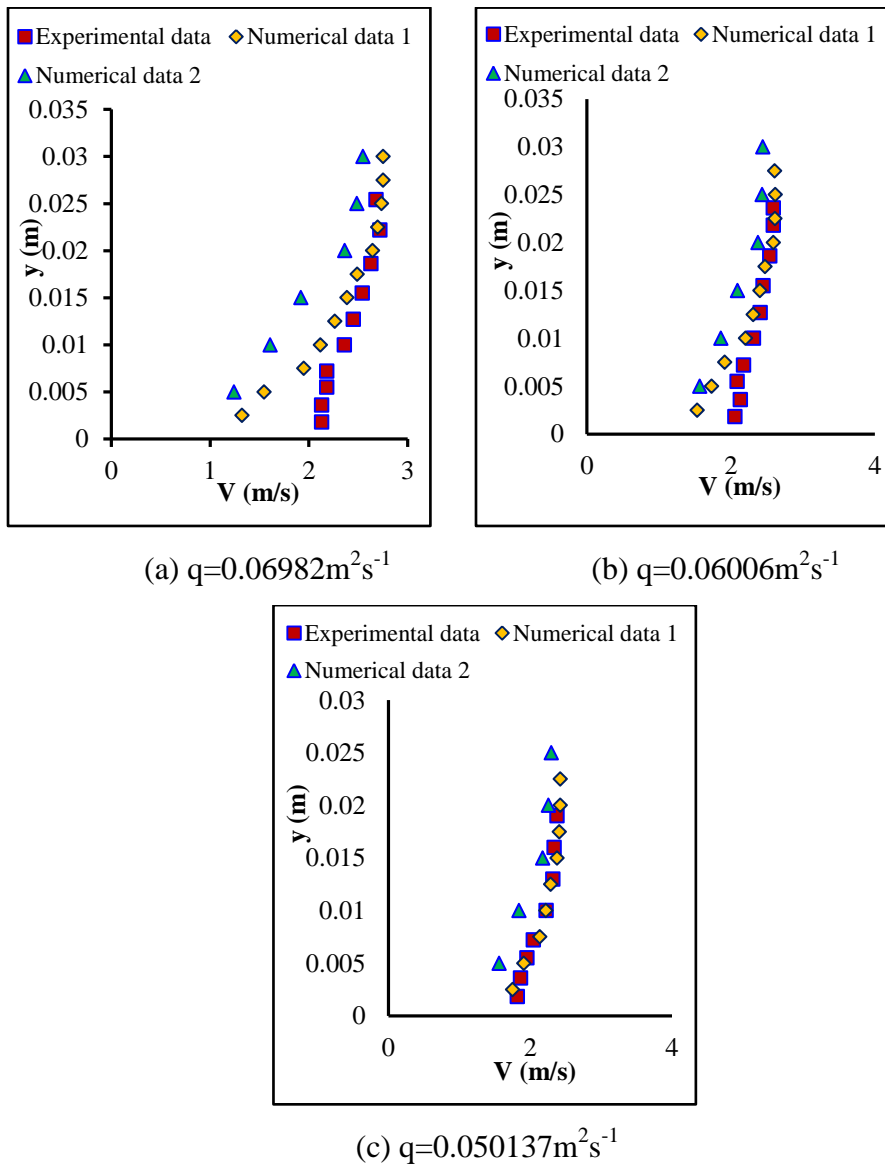 Experimental data Numerical data 1
Numerical data 2
0.035
0.03
0.025
0.02
0.015
0.01
0.005
0
y (m)
0 1 2 3
V (m/s)
(a) q=0.06982m²s⁻¹
Experimental data Numerical data 1
Numerical data 2
0.035
0.03
0.025
0.02
0.015
0.01
0.005
0
y (m)
0 2 4
V (m/s)
(b) q=0.06006m²s⁻¹
Experimental data Numerical data 1
Numerical data 2
0.03
0.025
0.02
0.015
0.01
0.005
0
y (m)
0 2 4
V (m/s)
(c) q=0.050137m²s⁻¹